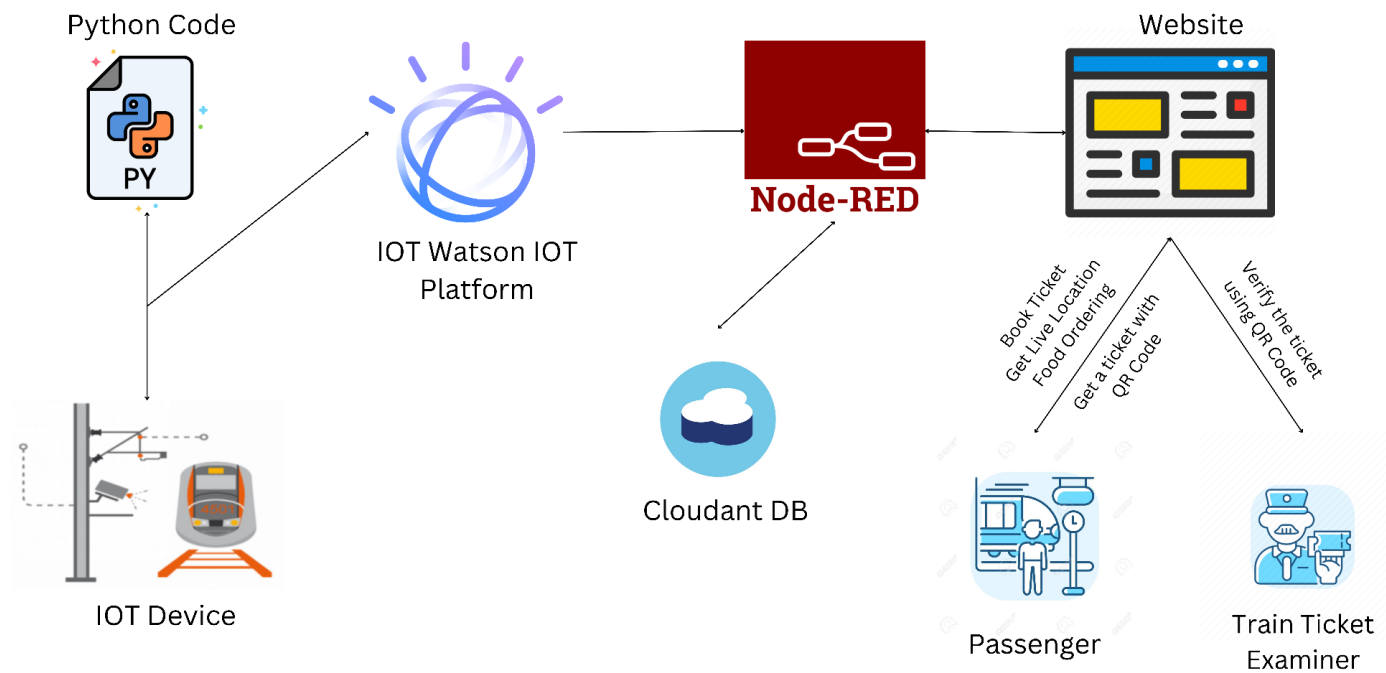 Python Code
Website
PY
Node-RED
IOT Watson IOT
Platform
Book Ticket
Get Live Location
Food Ordering
Get a ticket with
QR Code
Verify the ticket
using QR Code
Cloudant DB
IOT Device
Passenger
Train Ticket
Examiner